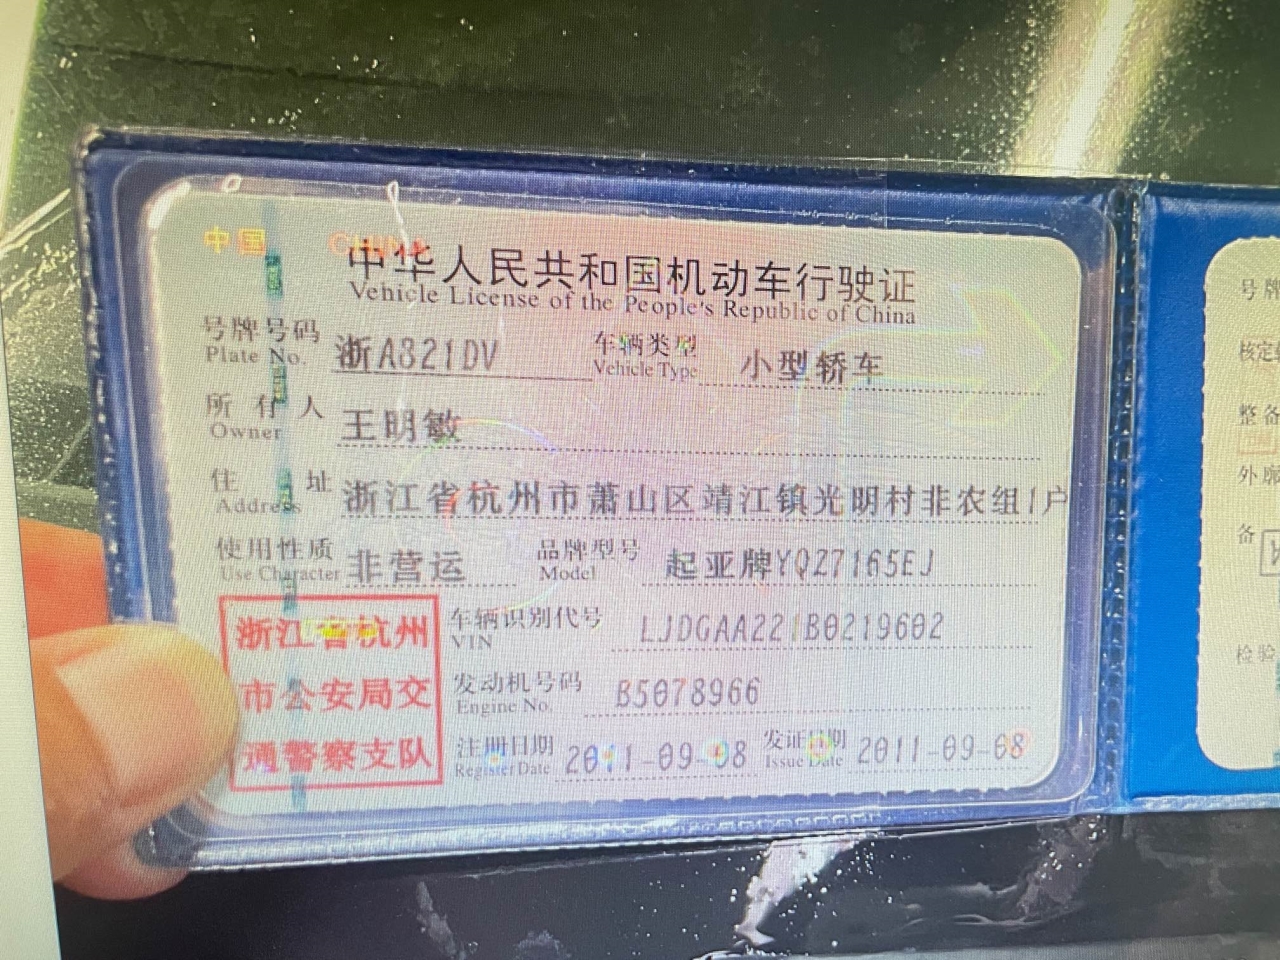 中国 CHINA
中华人民共和国机动车行驶证
Vehicle License of the People's Republic of China
号牌号码 浙A821DV 车辆类型 小型轿车
Plate No. Vehicle Type
所有人 王明敏
Owner
住址 浙江省杭州市萧山区靖江镇光明村非农组1户
Address
使用性质 非营运 品牌型号 起亚牌YQZ7165EJ
Use Character Model
浙江省杭州
市公安局交
通警察支队
车辆识别代号 LJDGAA221B0219602
VIN
发动机号码 B5078966
Engine No.
注册日期 2011-09-08 发证日期 2011-09-08
Register Date Issue Date
号牌
核定
整备
外廓
备
检验